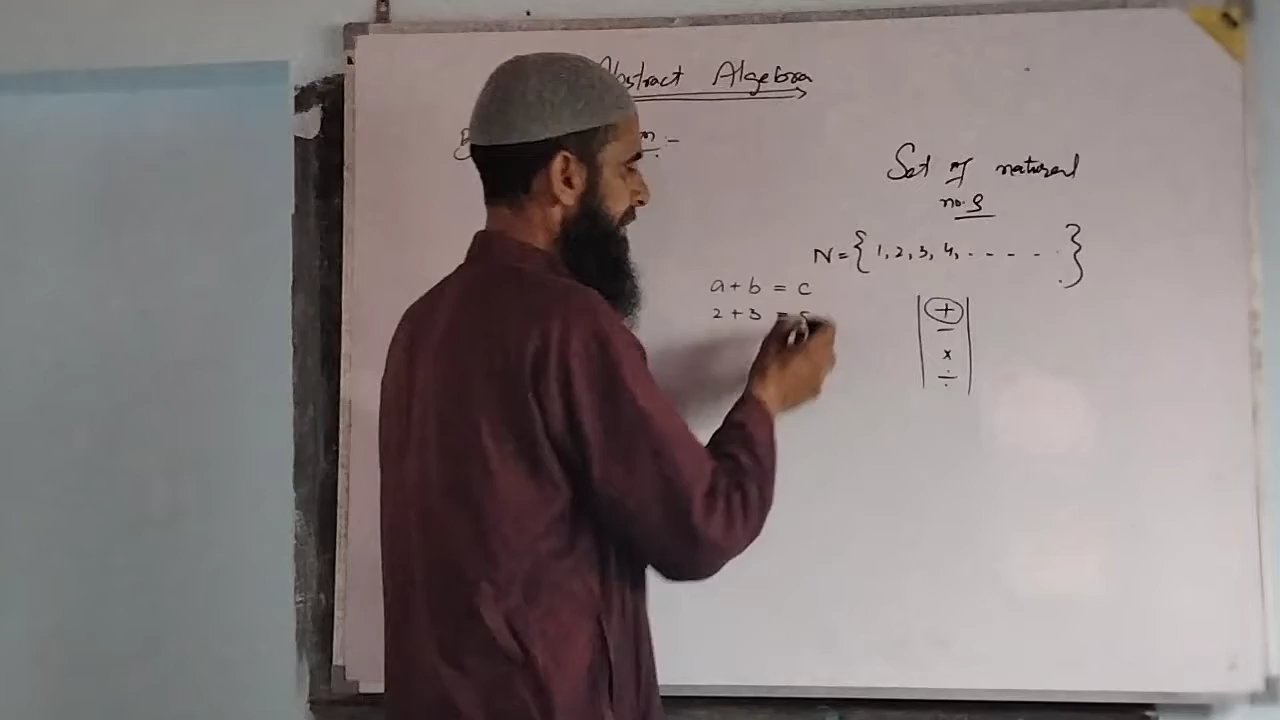 Abstract Algebra
Set of natural
no.s
N = { 1, 2, 3, 4, - - - - . }
a + b = c
2 + 3 = 5
+
−
×
÷